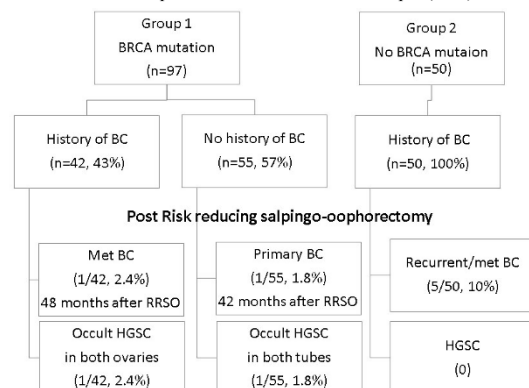 Group 1
BRCA mutation
(n=97)
Group 2
No BRCA mutaion
(n=50)
History of BC
(n=42, 43%)
No history of BC
(n=55, 57%)
History of BC
(n=50, 100%)
Post Risk reducing salpingo-oophorectomy
Met BC
(1/42, 2.4%)
48 months after RRSO
Primary BC
(1/55, 1.8%)
42 months after RRSO
Recurrent/met BC
(5/50, 10%)
Occult HGSC
in both ovaries
(1/42, 2.4%)
Occult HGSC
in both tubes
(1/55, 1.8%)
HGSC
(0)